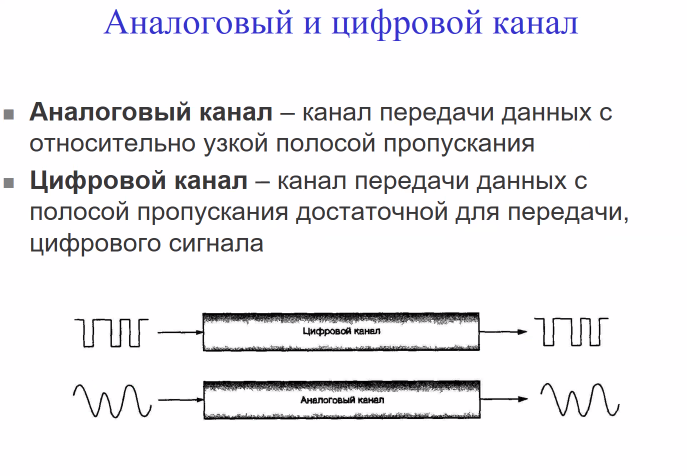 Аналоговый и цифровой канал
Аналоговый канал – канал передачи данных с
относительно узкой полосой пропускания
Цифровой канал – канал передачи данных с
полосой пропускания достаточной для передачи,
цифрового сигнала
Цифровой канал
Аналоговый канал